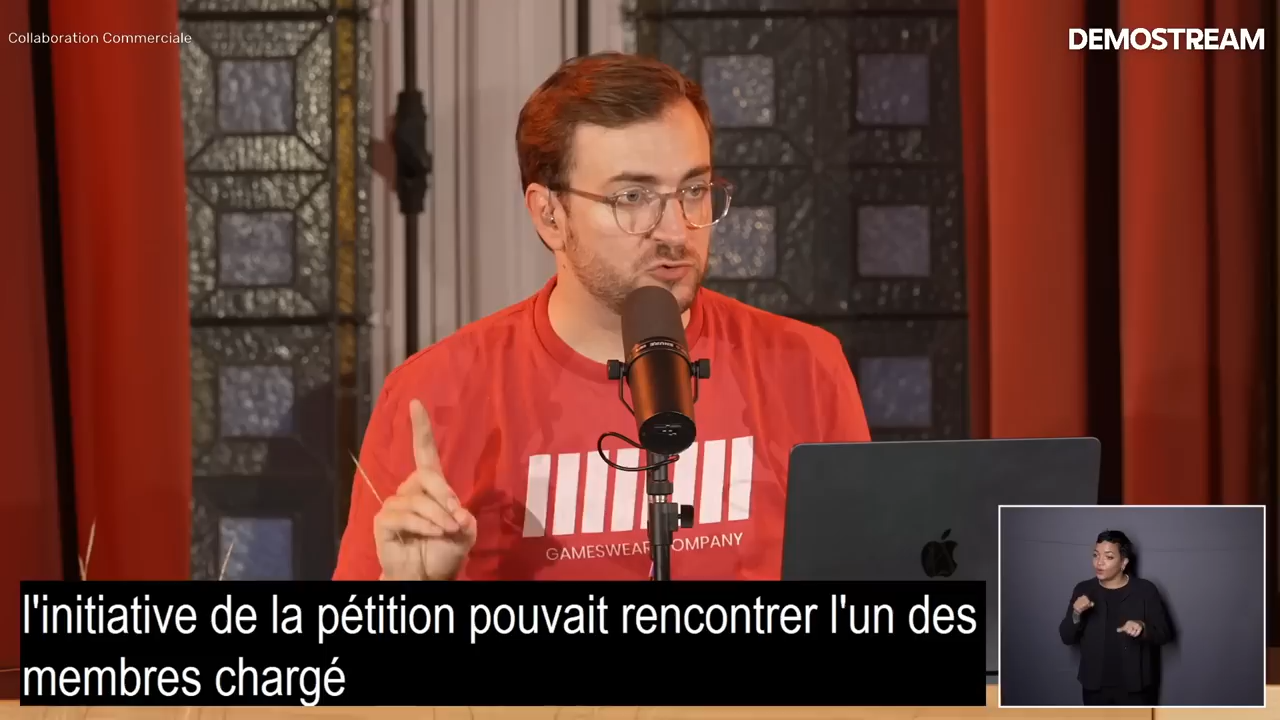 Collaboration Commerciale
DEMOSTREAM
GAMESWEAR COMPANY
l'initiative de la pétition pouvait rencontrer l'un des
membres chargé